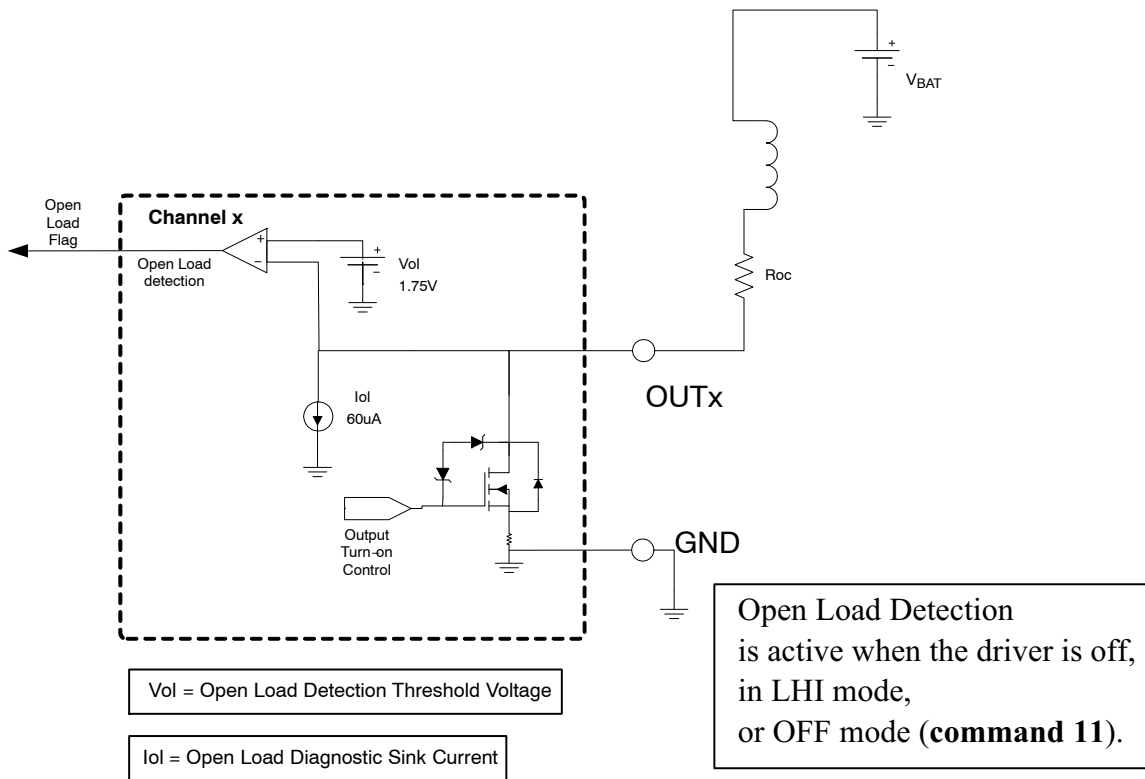 +
−
VBAT
Roc
Open
Load
Flag
Channel x
+
−
Open Load
detection
+
−
Vol
1.75V
Iol
60uA
OUTx
Output
Turn−on
Control
GND
Open Load Detection
is active when the driver is off,
in LHI mode,
or OFF mode (command 11).
Vol = Open Load Detection Threshold Voltage
Iol = Open Load Diagnostic Sink Current